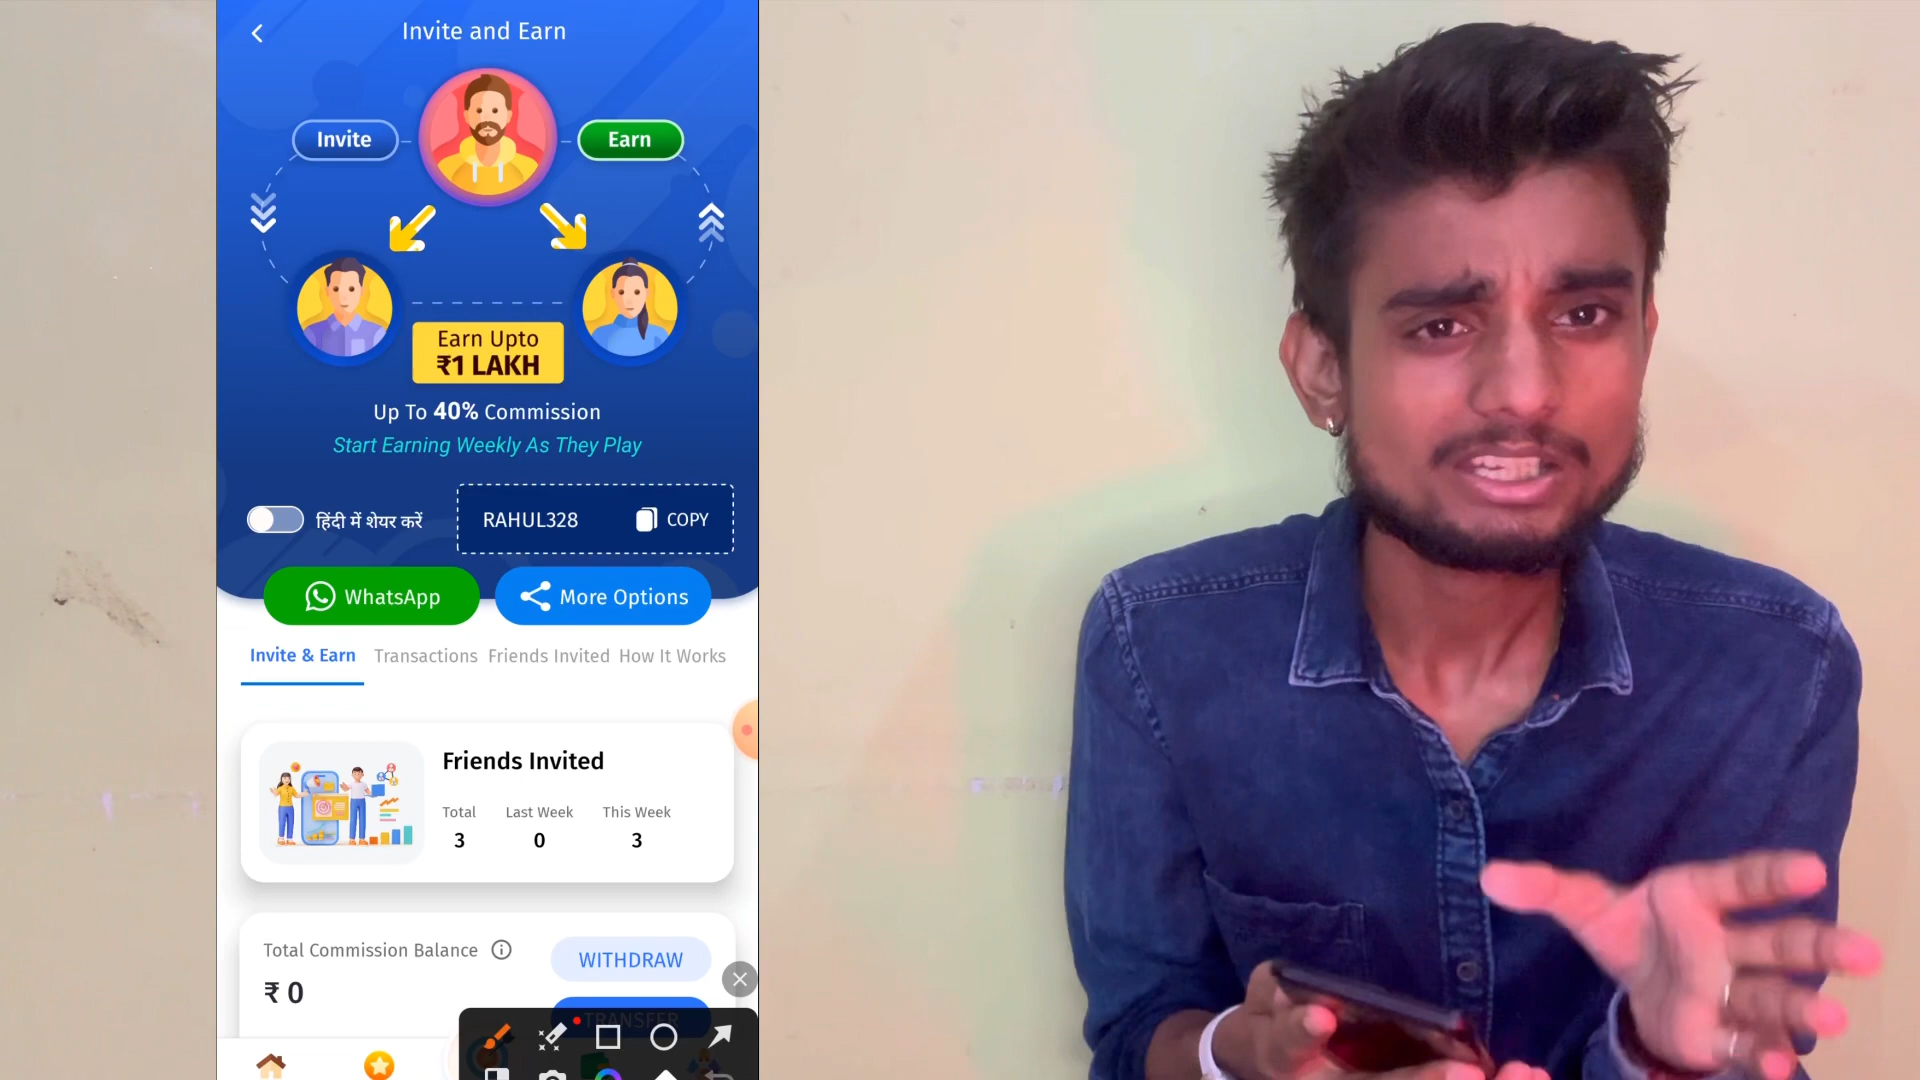 Invite and Earn
Invite
Earn
Earn Upto
₹1 LAKH
Up To 40% Commission
Start Earning Weekly As They Play
हिंदी में शेयर करें
RAHUL328
COPY
WhatsApp
More Options
Invite & Earn
Transactions
Friends Invited
How It Works
Friends Invited
Total
Last Week
This Week
3
0
3
Total Commission Balance
WITHDRAW
₹ 0
TRANSFER